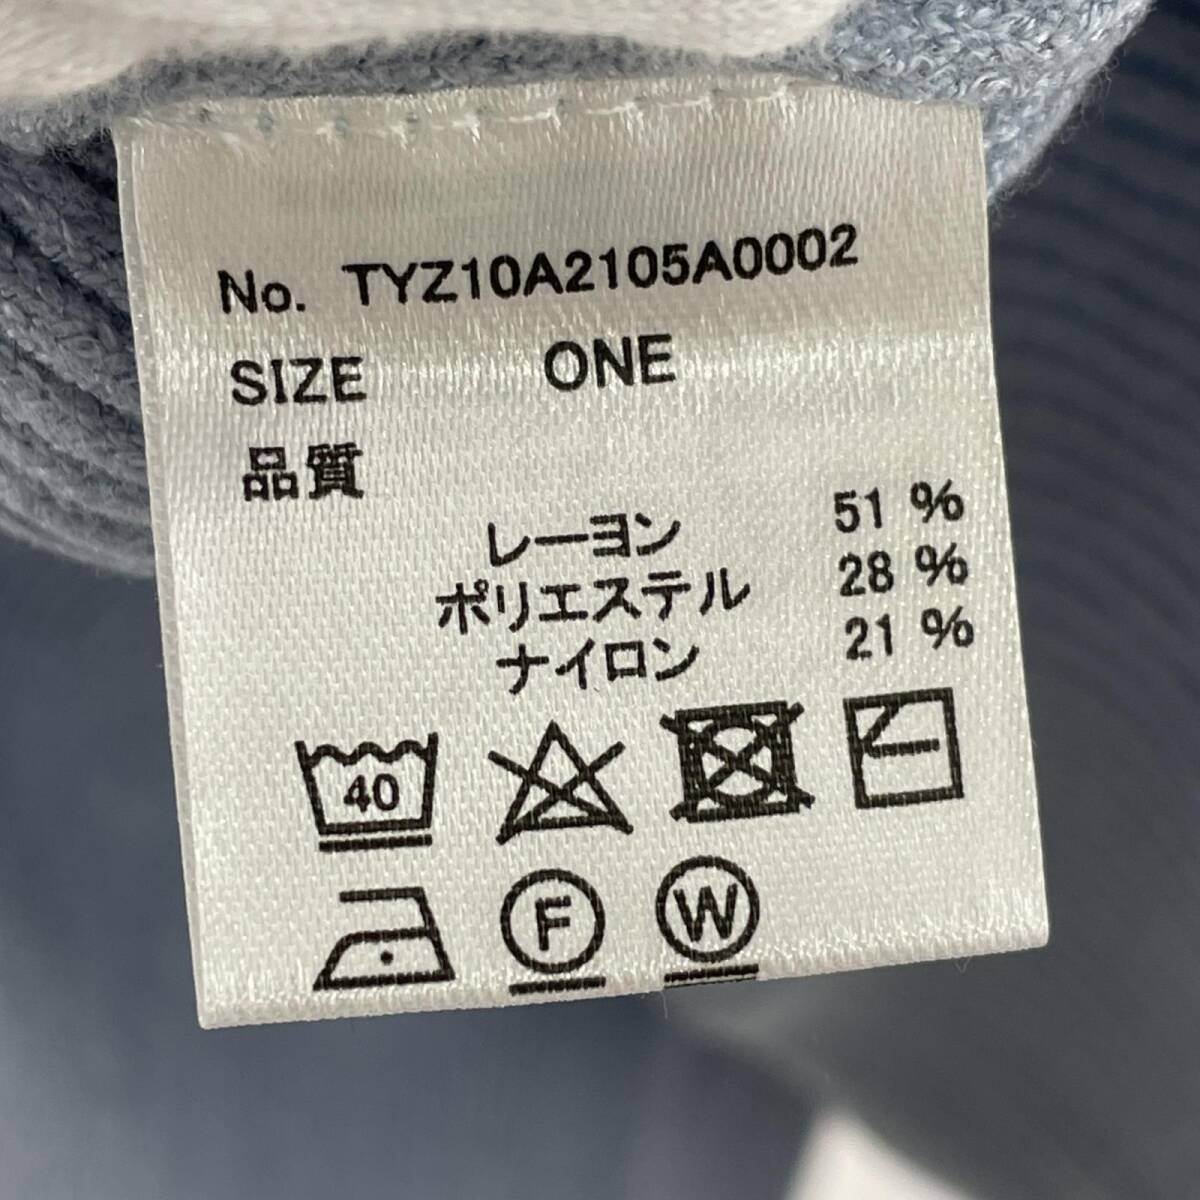 No. TYZ10A2105A0002
SIZE ONE
品質
レーヨン 51 %
ポリエステル 28 %
ナイロン 21 %
40
F W